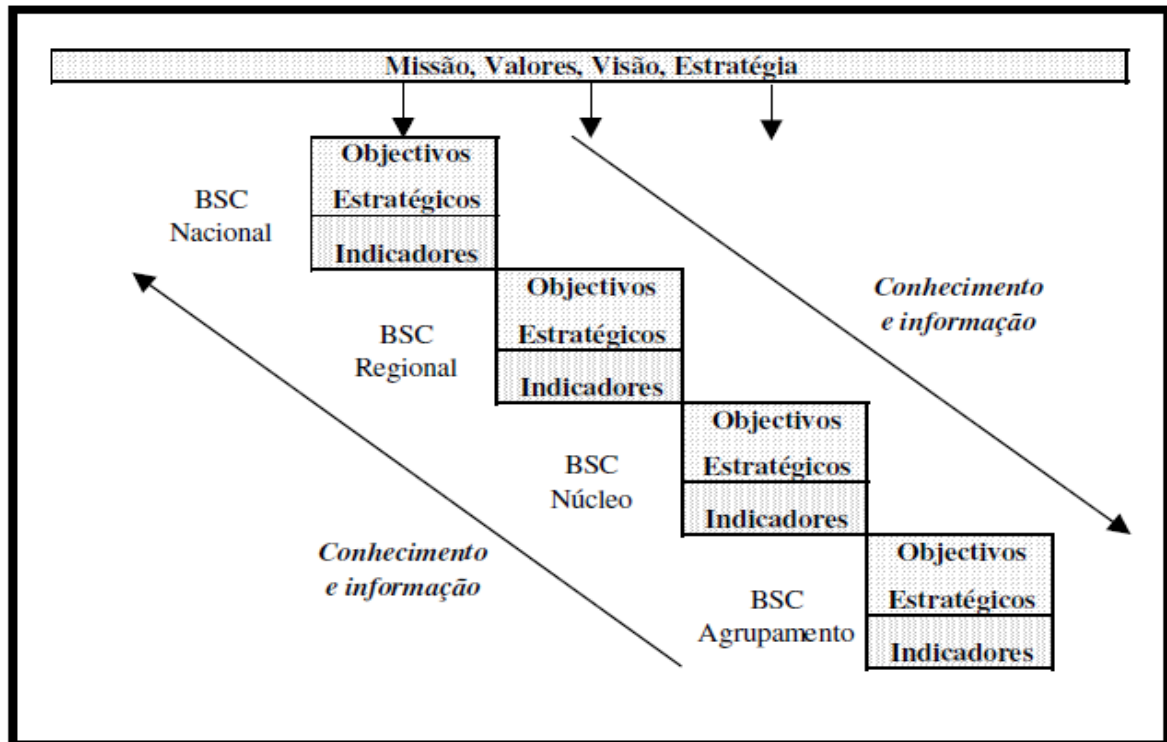 Missão, Valores, Visão, Estratégia
BSC
Nacional
Objectivos
Estratégicos
Indicadores
BSC
Regional
Objectivos
Estratégicos
Indicadores
Conhecimento
e informação
BSC
Núcleo
Objectivos
Estratégicos
Indicadores
Conhecimento
e informação
BSC
Agrupamento
Objectivos
Estratégicos
Indicadores